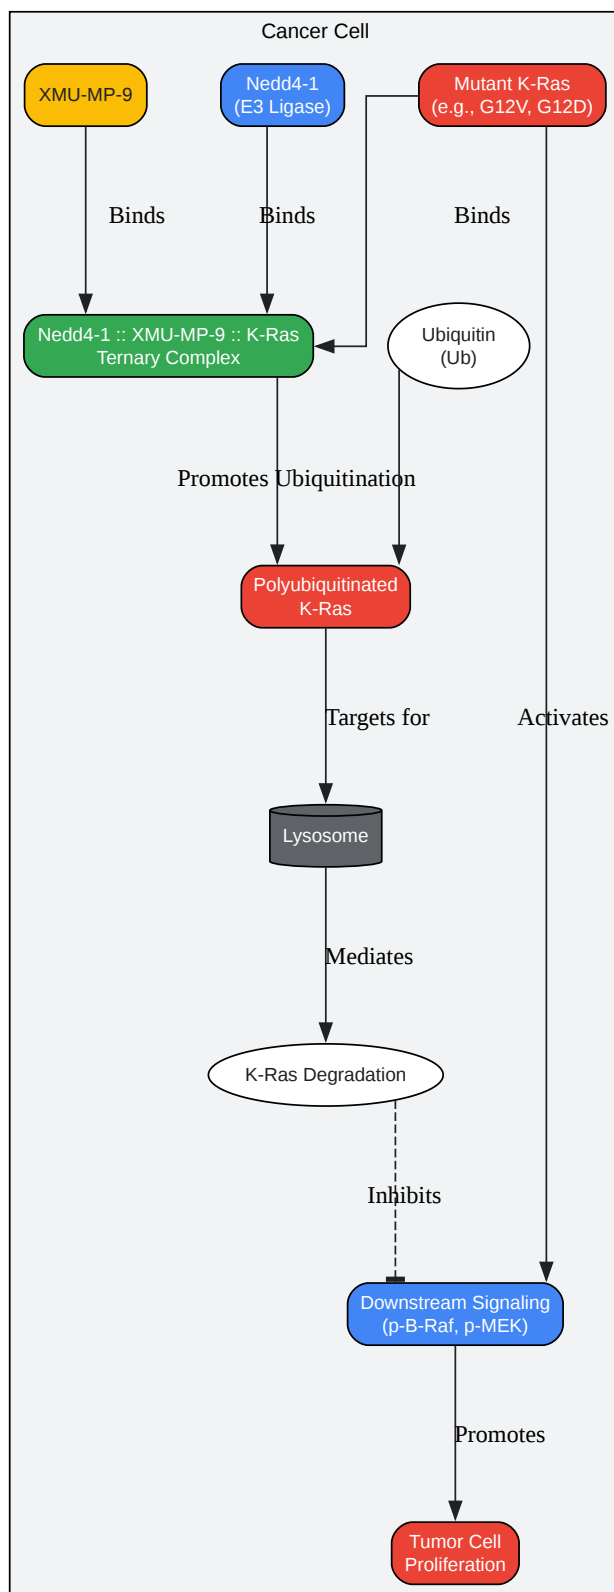 Cancer Cell
XMU-MP-9
Nedd4-1
(E3 Ligase)
Mutant K-Ras
(e.g., G12V, G12D)
Binds
Binds
Binds
Nedd4-1 :: XMU-MP-9 :: K-Ras
Ternary Complex
Ubiquitin
(Ub)
Promotes Ubiquitination
Polyubiquitinated
K-Ras
Targets for
Activates
Lysosome
Mediates
K-Ras Degradation
Inhibits
Downstream Signaling
(p-B-Raf, p-MEK)
Promotes
Tumor Cell
Proliferation